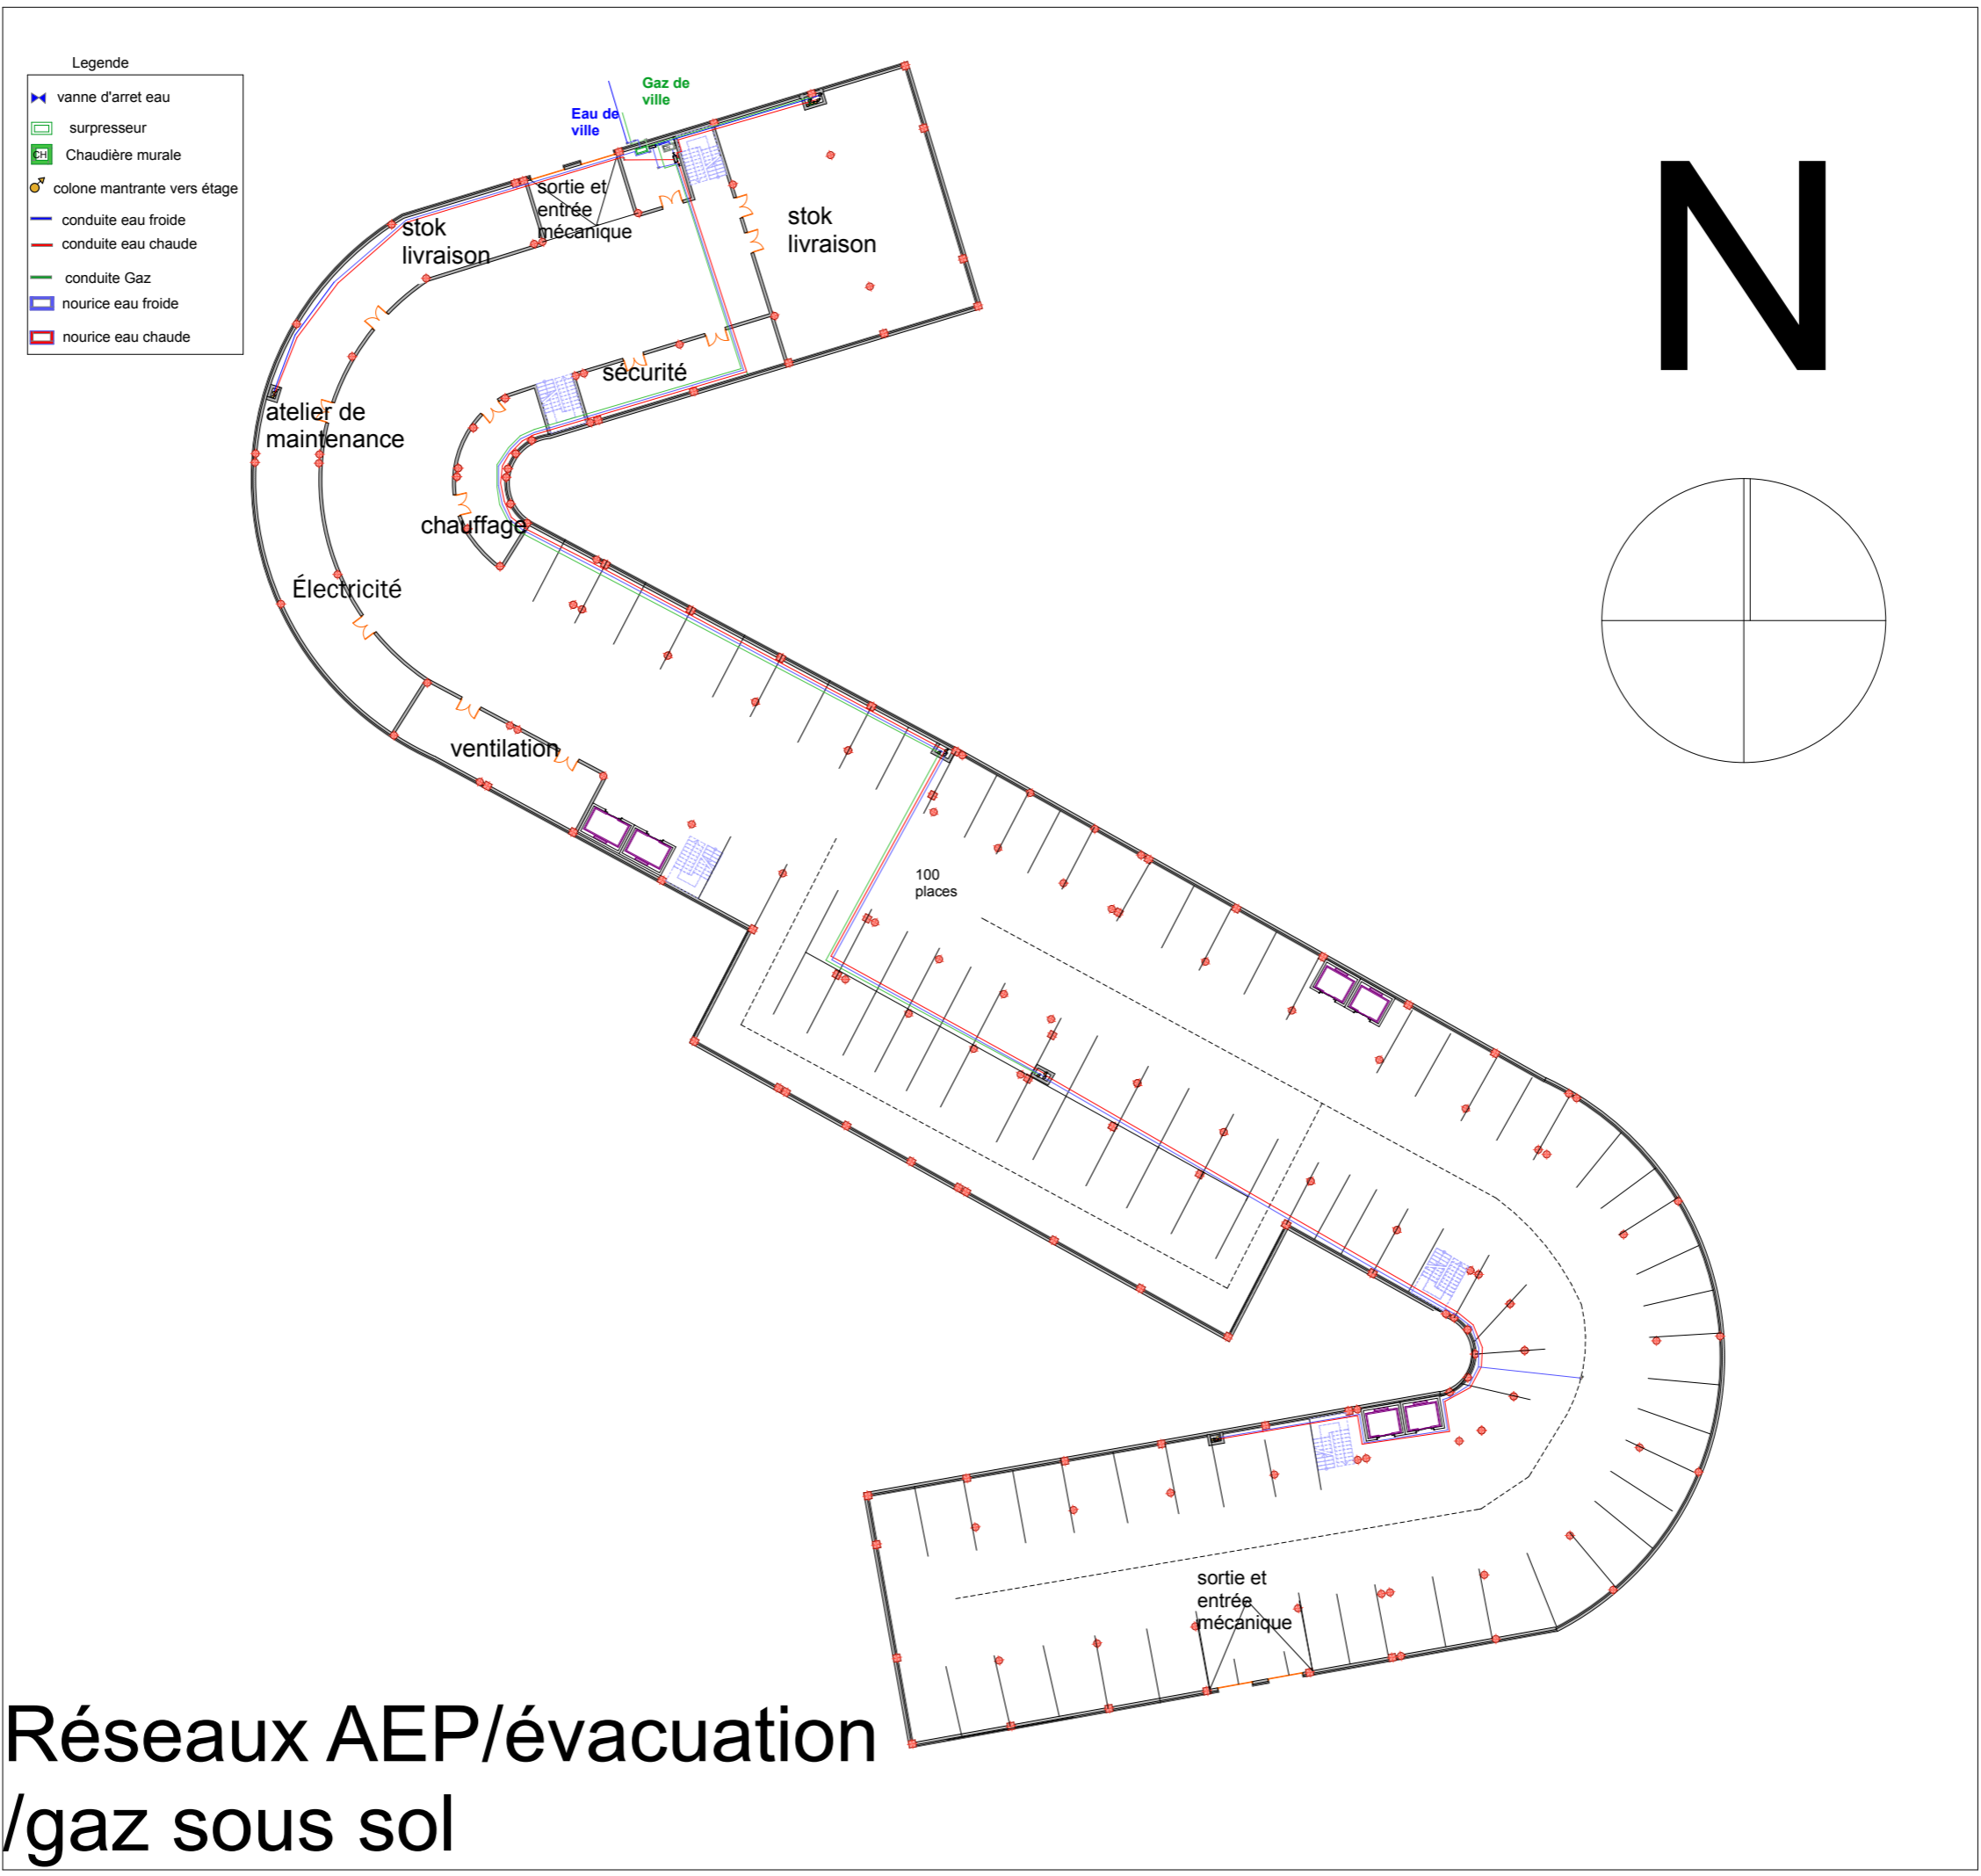 Legende
vanne d'arret eau
surpresseur
CH
Chaudière murale
colone mantrante vers étage
conduite eau froide
conduite eau chaude
conduite Gaz
nourice eau froide
nourice eau chaude
Gaz de
ville
Eau de
ville
N
sortie et
entrée
mécanique
stok
livraison
stok
livraison
sécurité
atelier de
maintenance
chauffage
Électricité
ventilation
100
places
sortie et
entrée
mécanique
Réseaux AEP/évacuation
/gaz sous sol